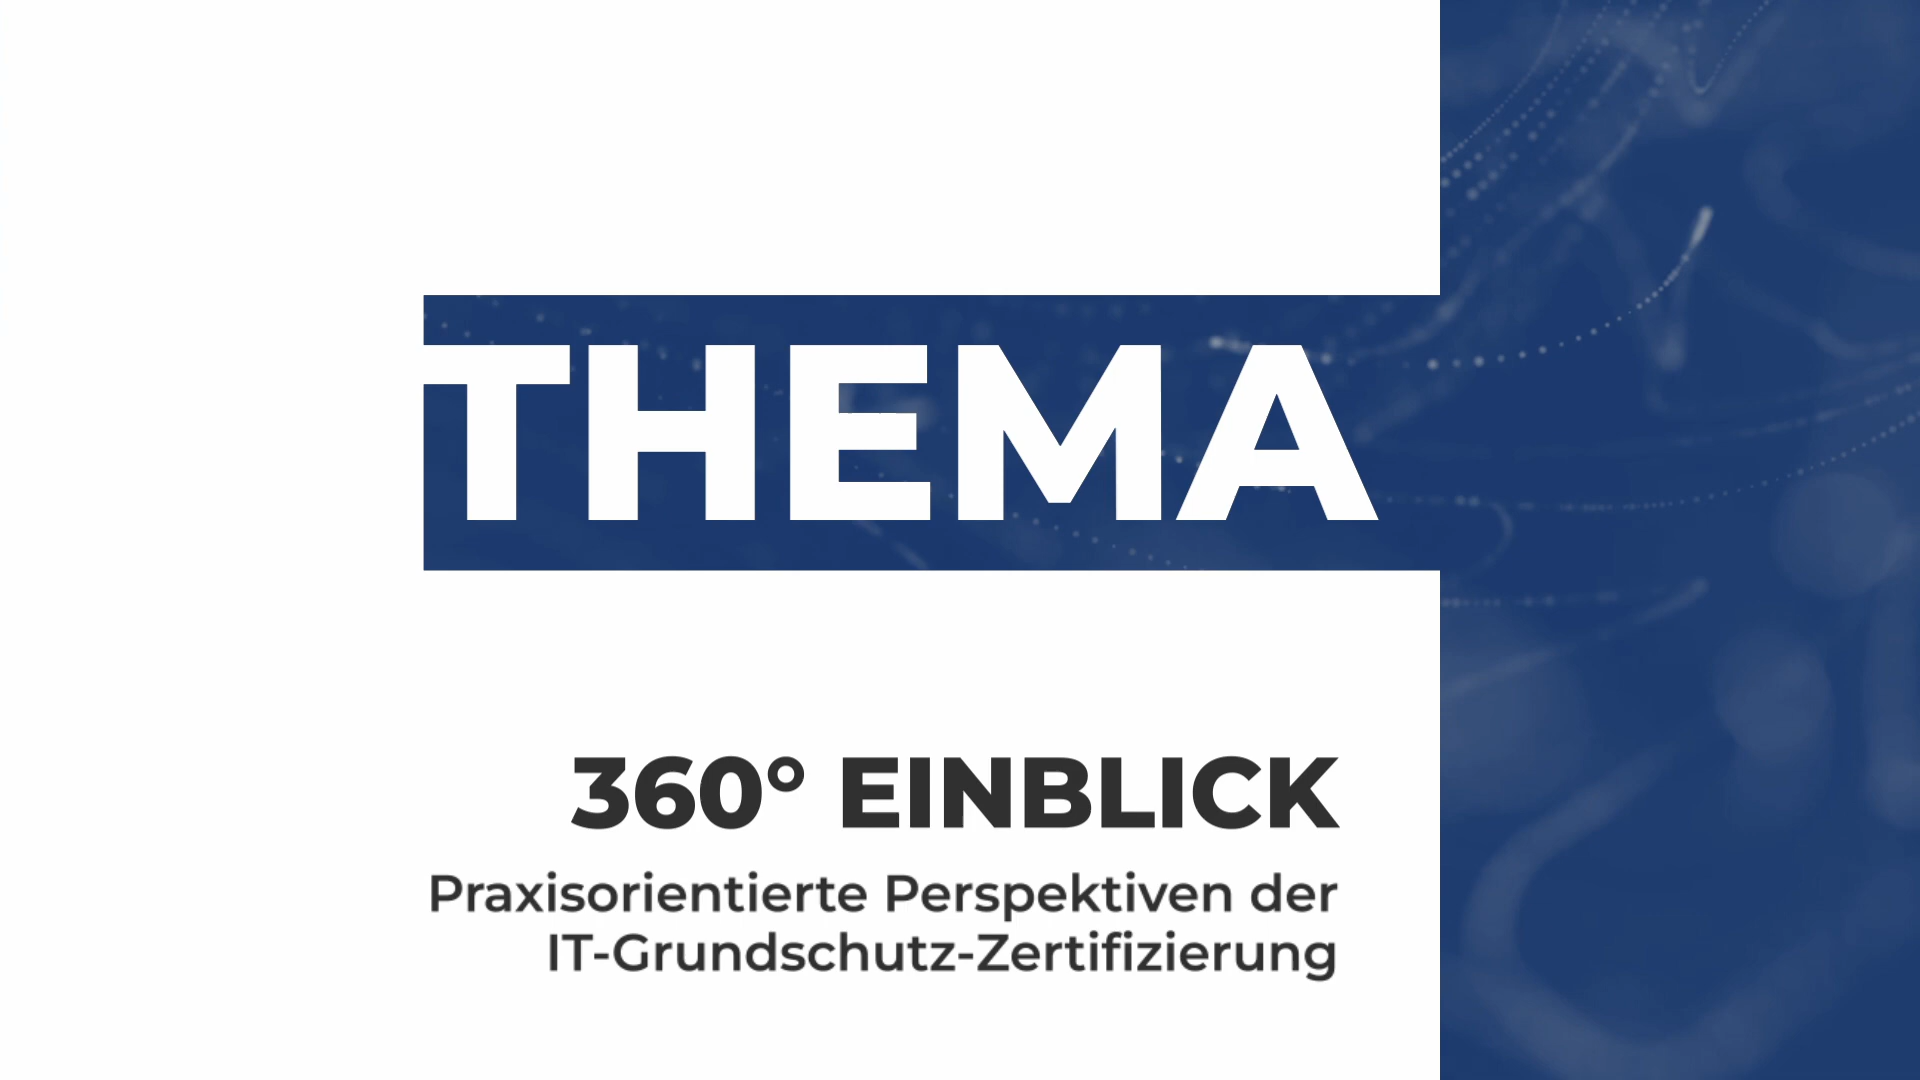 THEMA
360° EINBLICK
Praxisorientierte Perspektiven der
IT-Grundschutz-Zertifizierung